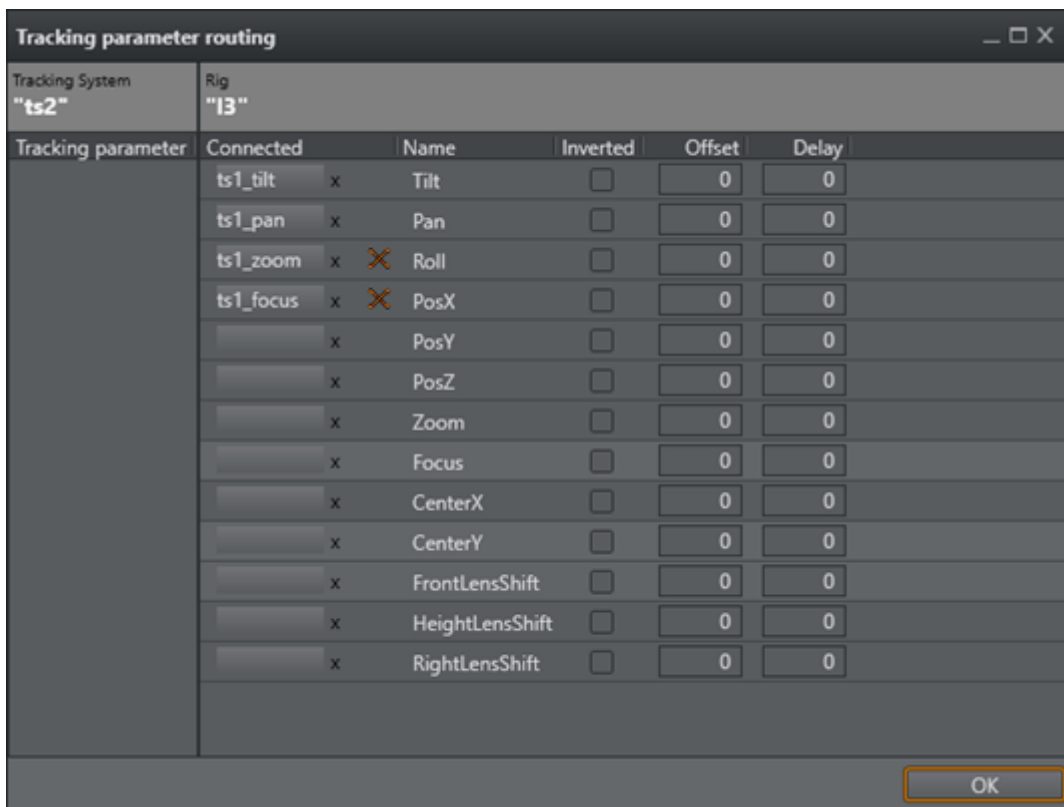 Tracking parameter routing
Tracking System Rig
"ts2" "I3"
Tracking parameter Connected Name Inverted Offset Delay
ts1_tilt x Tilt 0 0
ts1_pan x Pan 0 0
ts1_zoom x Roll 0 0
ts1_focus x PosX 0 0
x PosY 0 0
x PosZ 0 0
x Zoom 0 0
x Focus 0 0
x CenterX 0 0
x CenterY 0 0
x FrontLensShift 0 0
x HeightLensShift 0 0
x RightLensShift 0 0
OK